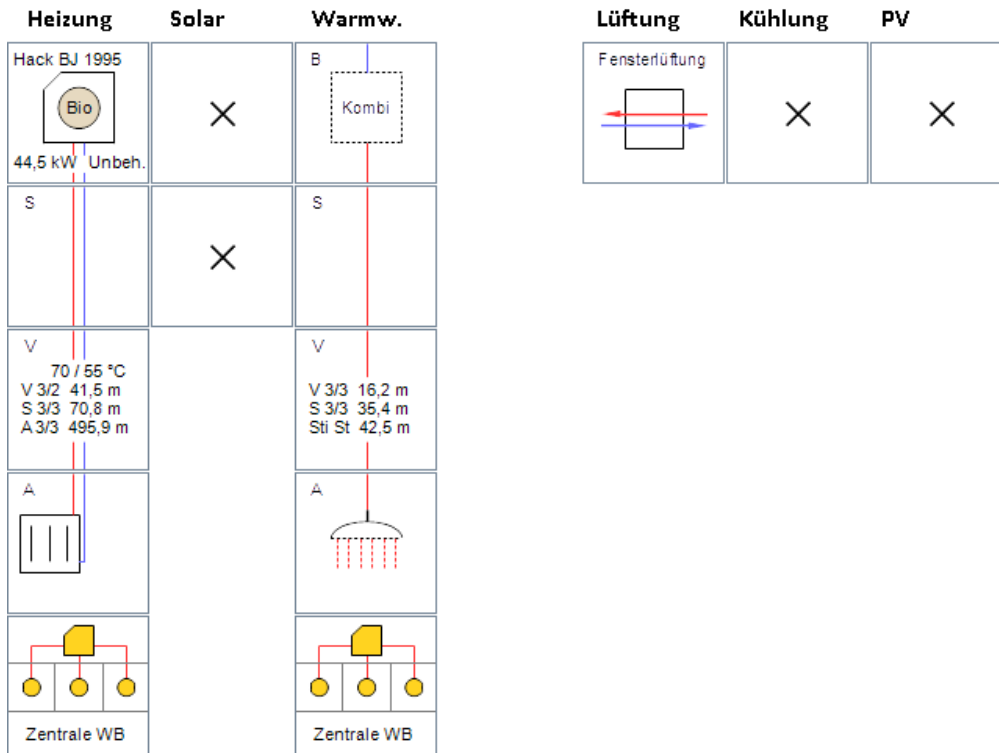 Heizung Solar Warmw. Lüftung Kühlung PV
Hack BJ 1995
Bio
44,5 kW Unbeh.
B
Kombi
Fensterlüftung
S
S
V
70 / 55 °C
V 3/2 41,5 m
S 3/3 70,8 m
A 3/3 495,9 m
V
V 3/3 16,2 m
S 3/3 35,4 m
Sti St 42,5 m
A
A
Zentrale WB
Zentrale WB